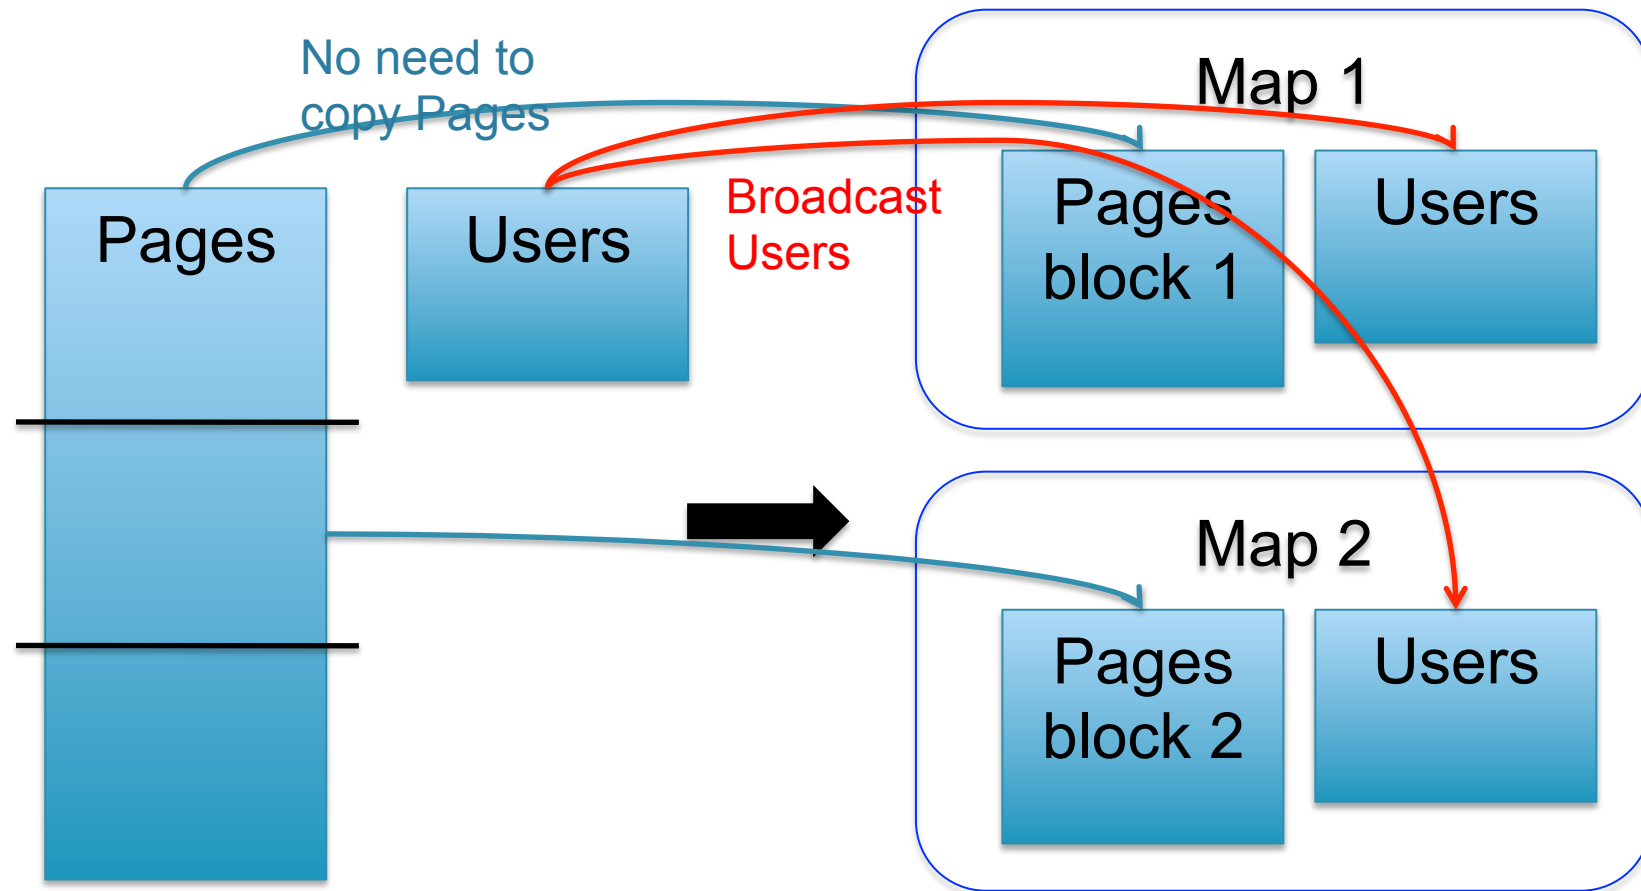 No need to
copy Pages
Map 1
Pages
Users
Broadcast
Users
Pages
block 1
Users
Map 2
Pages
block 2
Users